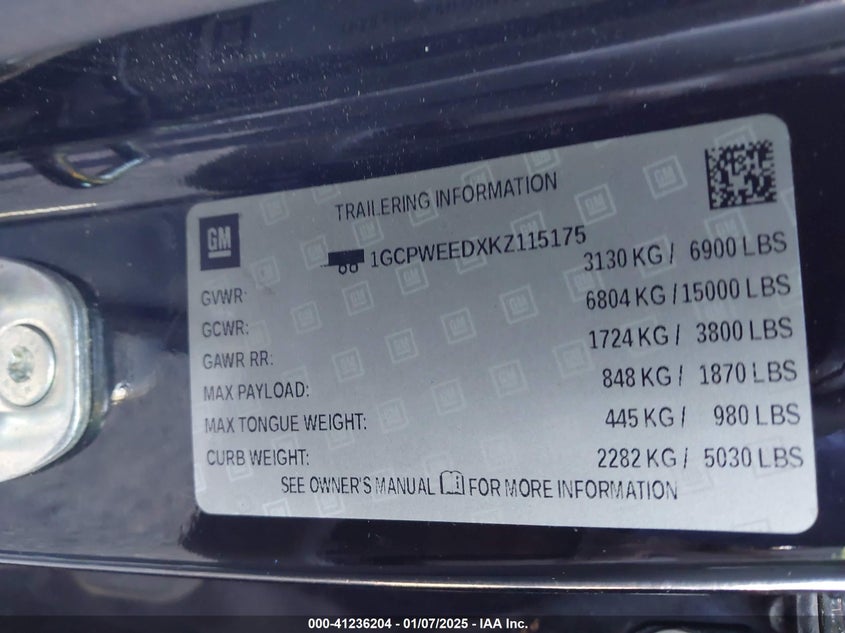 TRAILERING INFORMATION
GM
1GCPWEEDXKZ115175
GVWR: 3130 KG / 6900 LBS
GCWR: 6804 KG / 15000 LBS
GAWR RR: 1724 KG / 3800 LBS
MAX PAYLOAD: 848 KG / 1870 LBS
MAX TONGUE WEIGHT: 445 KG / 980 LBS
CURB WEIGHT: 2282 KG / 5030 LBS
SEE OWNER'S MANUAL FOR MORE INFORMATION
000-41236204 - 01/07/2025 - IAA Inc.